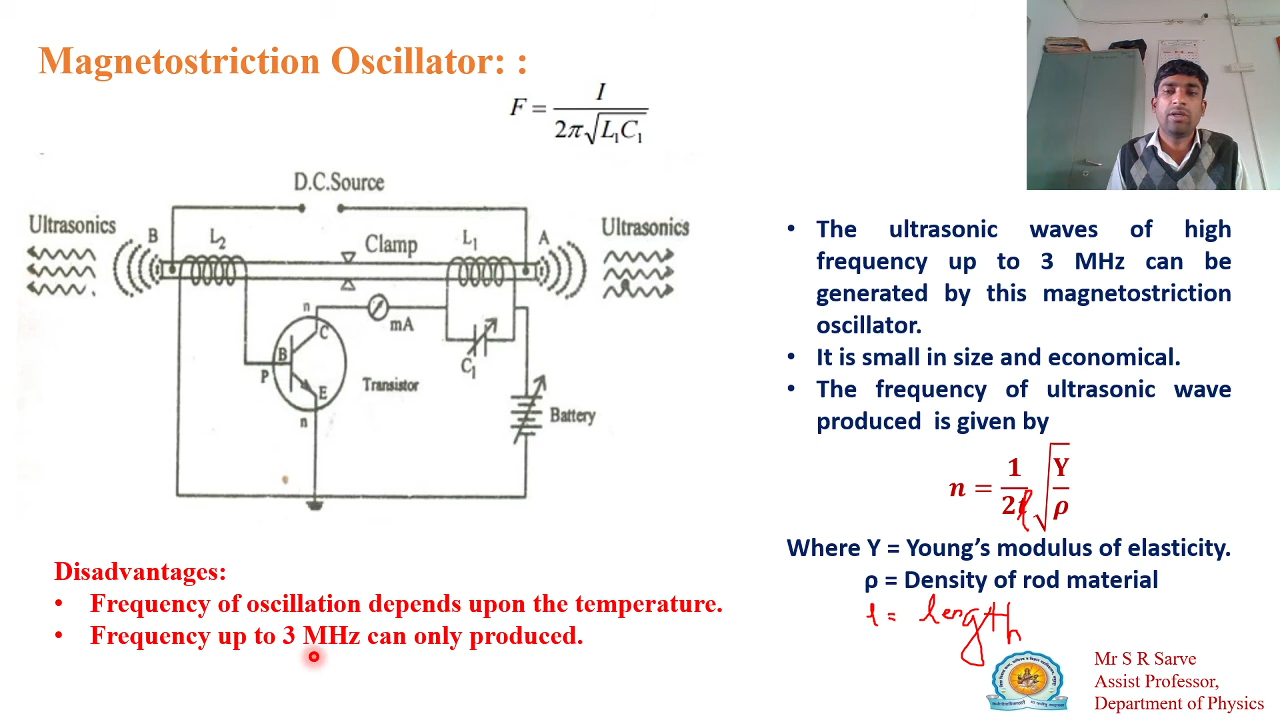 Magnetostriction Oscillator: :
F = I / 2π√L₁C₁
D.C.Source
Ultrasonics
B
L₂
Clamp
L₁
A
Ultrasonics
n
C
mA
B
P
C₁
E
Transistor
n
Battery
Disadvantages:
• Frequency of oscillation depends upon the temperature.
• Frequency up to 3 MHz can only produced.
• The ultrasonic waves of high
frequency up to 3 MHz can be
generated by this magnetostriction
oscillator.
• It is small in size and economical.
• The frequency of ultrasonic wave
produced is given by
n = 1/2l √Y/ρ
Where Y = Young’s modulus of elasticity.
ρ = Density of rod material
l = length
Mr S R Sarve
Assist Professor,
Department of Physics